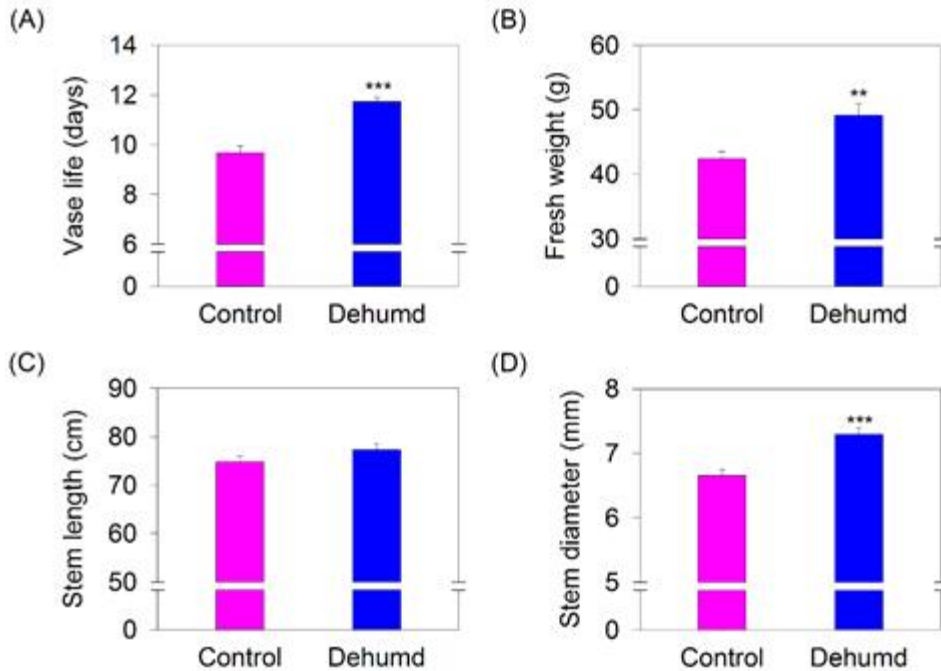 (A)
Vase life (days)
14
12
10
8
6
0
***
Control Dehumd
(B)
Fresh weight (g)
60
50
40
30
0
**
Control Dehumd
(C)
Stem length (cm)
90
80
70
60
50
0
Control Dehumd
(D)
Stem diameter (mm)
8
7
6
5
0
***
Control Dehumd